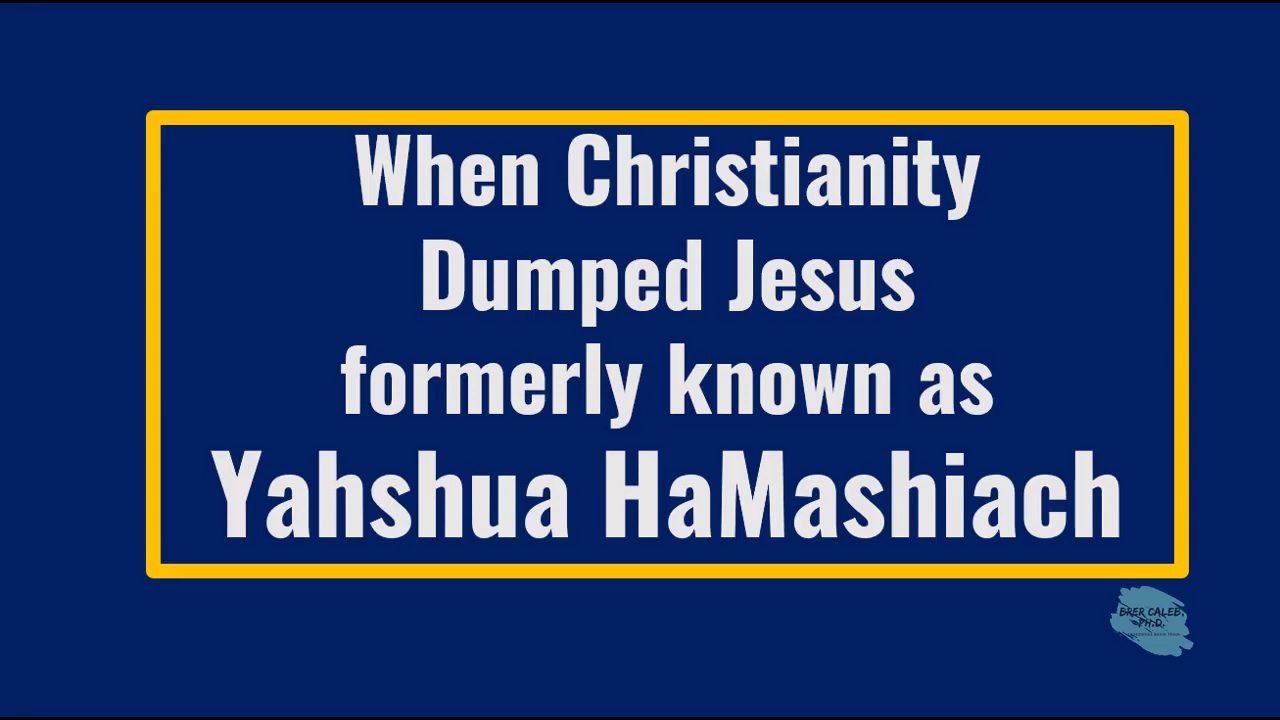 When Christianity
Dumped Jesus
formerly known as
Yahshua HaMashiach
BRER CALEB,
PH.D.